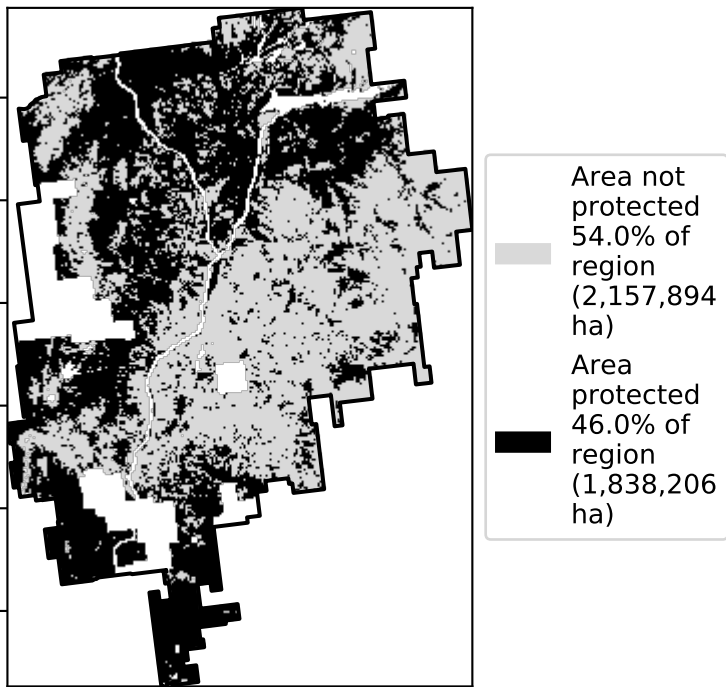 Area not
protected
54.0% of
region
(2,157,894
ha)
Area
protected
46.0% of
region
(1,838,206
ha)